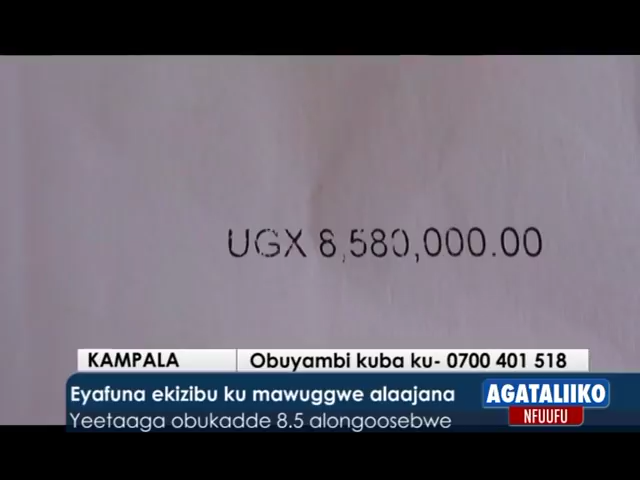 UGX 8,580,000.00
KAMPALA
Obuyambi kuba ku- 0700 401 518
Eyafuna ekizibu ku mawuggwe alaajana
Yeetaaga obukadde 8.5 alongoosebwe
AGATALIIKO
NFUUFU